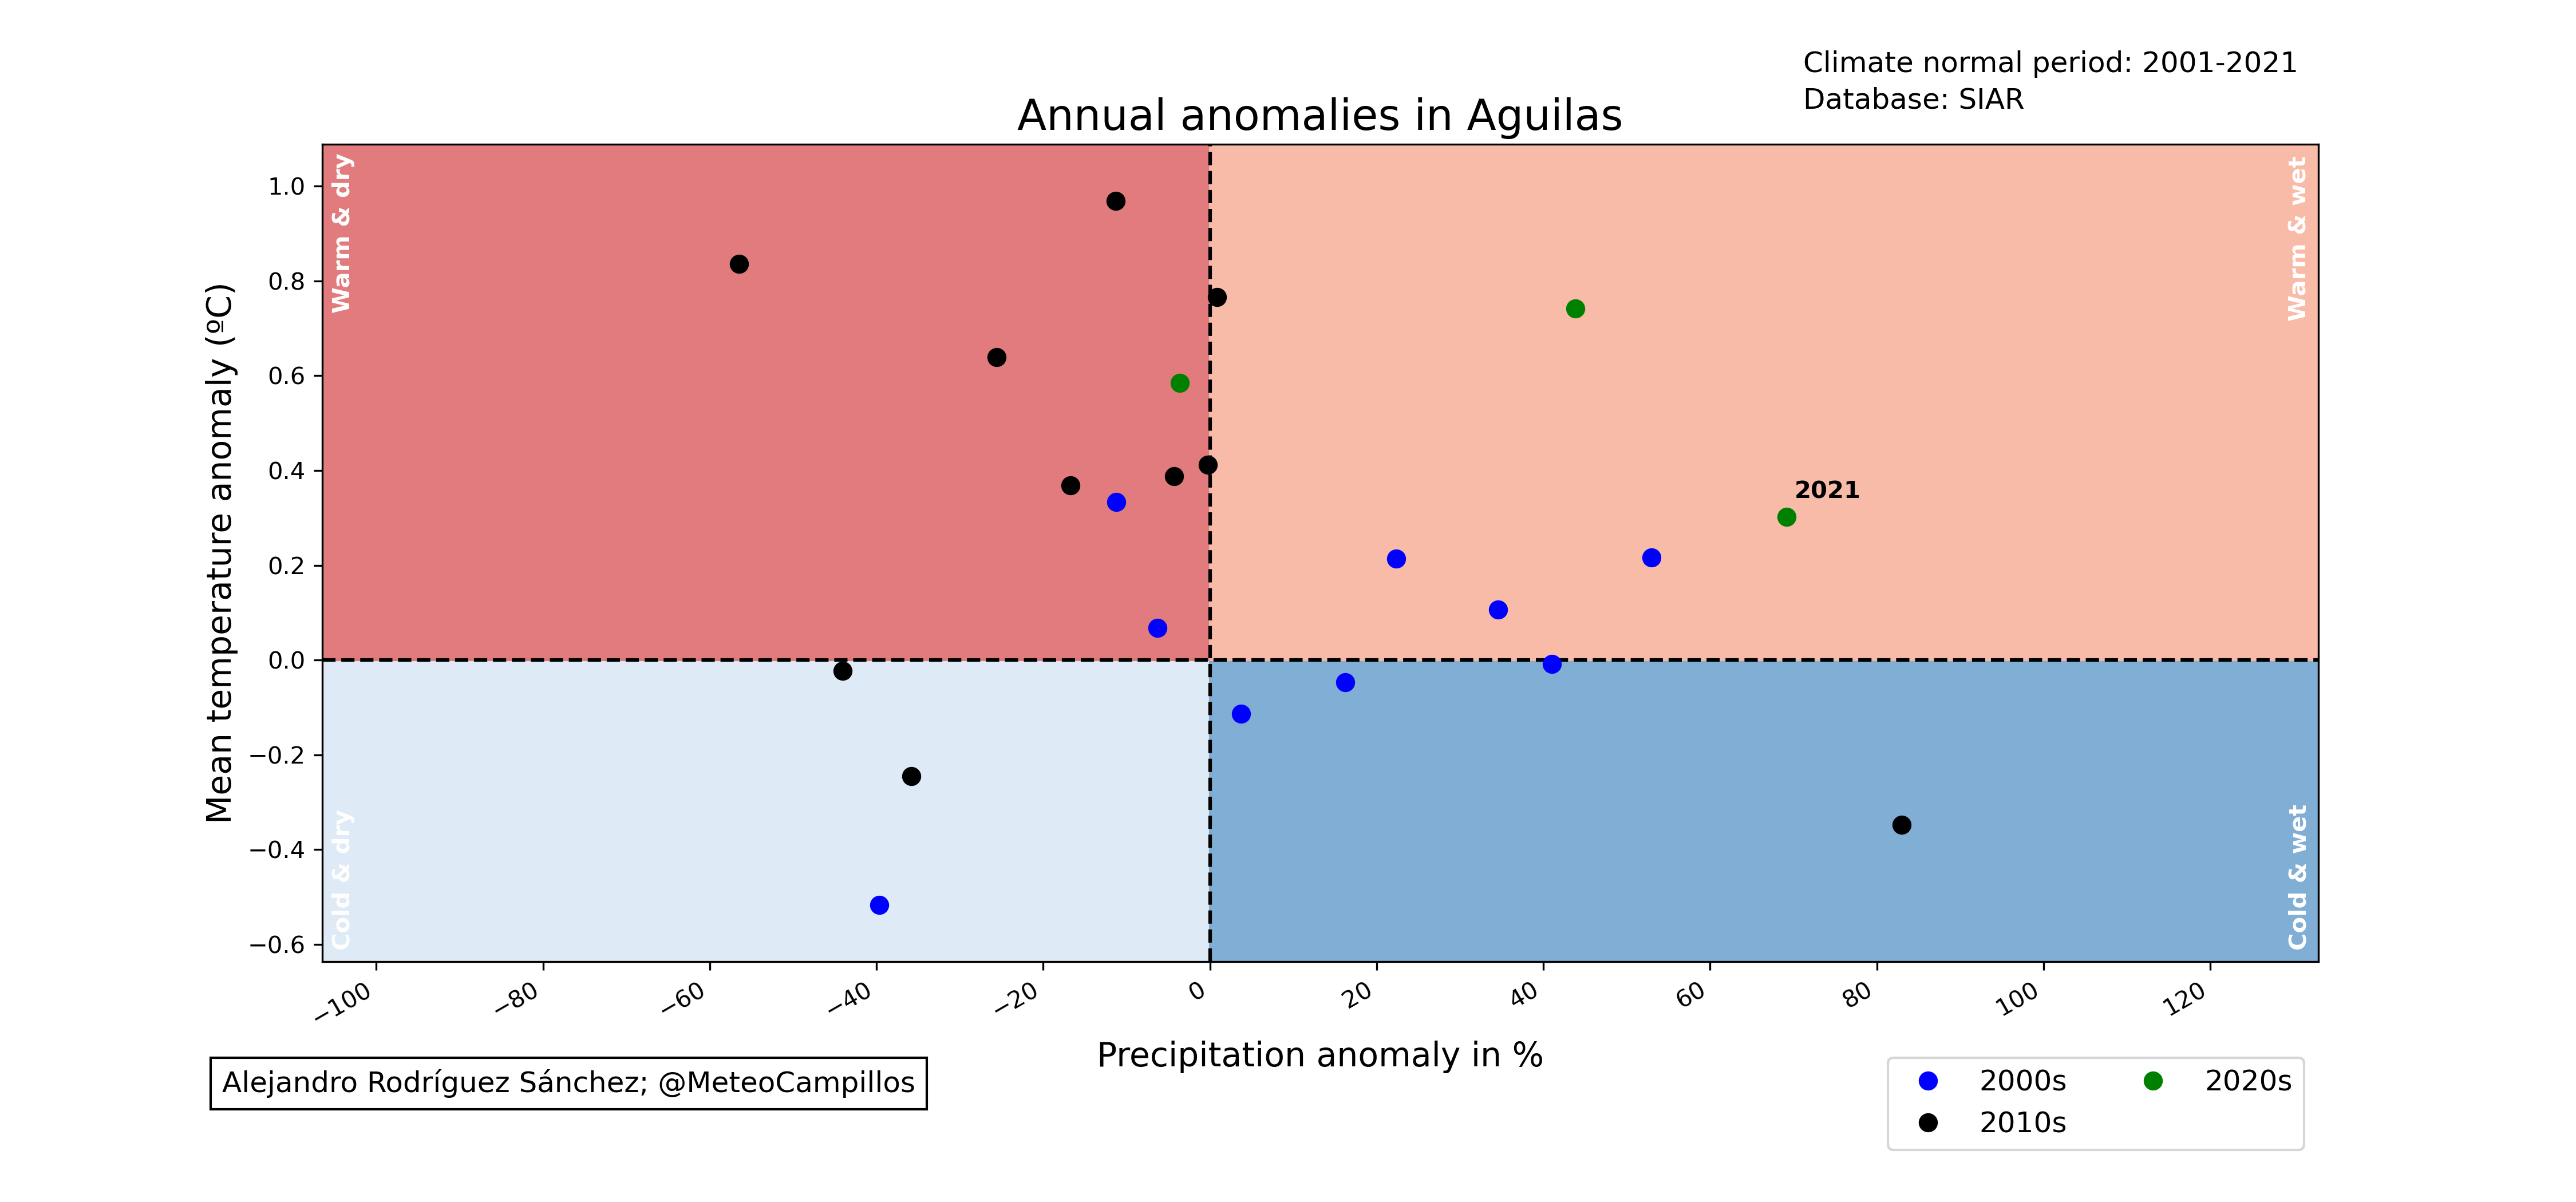 Climate normal period: 2001-2021
Database: SIAR
Annual anomalies in Aguilas
Warm & dry
Warm & wet
Cold & dry
Cold & wet
2021
Mean temperature anomaly (ºC)
1.0
0.8
0.6
0.4
0.2
0.0
−0.2
−0.4
−0.6
−100
−80
−60
−40
−20
0
20
40
60
80
100
120
Precipitation anomaly in %
Alejandro Rodríguez Sánchez; @MeteoCampillos
2000s
2010s
2020s